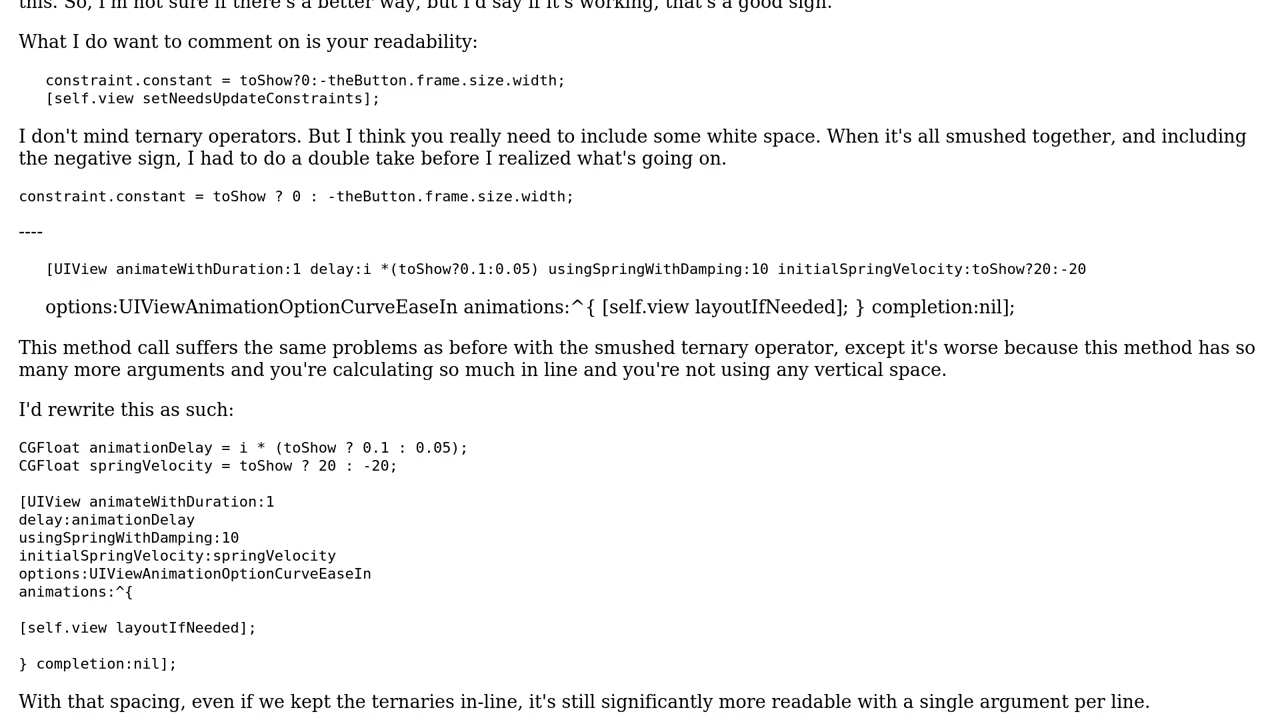 this. So, I'm not sure if there's a better way, but I'd say if it's working, that's a good sign.
What I do want to comment on is your readability:
constraint.constant = toShow?0:-theButton.frame.size.width;
[self.view setNeedsUpdateConstraints];
I don't mind ternary operators. But I think you really need to include some white space. When it's all smushed together, and including
the negative sign, I had to do a double take before I realized what's going on.
constraint.constant = toShow ? 0 : -theButton.frame.size.width;
----
[UIView animateWithDuration:1 delay:i *(toShow?0.1:0.05) usingSpringWithDamping:10 initialSpringVelocity:toShow?20:-20
options:UIViewAnimationOptionCurveEaseIn animations:^{ [self.view layoutIfNeeded]; } completion:nil];
This method call suffers the same problems as before with the smushed ternary operator, except it's worse because this method has so
many more arguments and you're calculating so much in line and you're not using any vertical space.
I'd rewrite this as such:
CGFloat animationDelay = i * (toShow ? 0.1 : 0.05);
CGFloat springVelocity = toShow ? 20 : -20;
[UIView animateWithDuration:1
delay:animationDelay
usingSpringWithDamping:10
initialSpringVelocity:springVelocity
options:UIViewAnimationOptionCurveEaseIn
animations:^{
[self.view layoutIfNeeded];
} completion:nil];
With that spacing, even if we kept the ternaries in-line, it's still significantly more readable with a single argument per line.